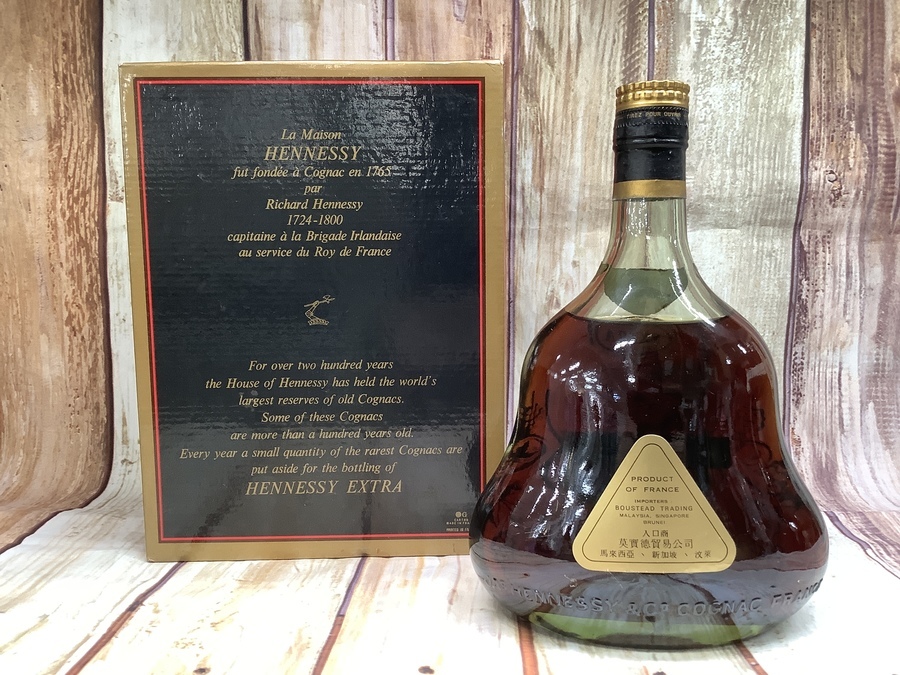 La Maison
HENNESSY
fut fondée à Cognac en 1765
par
Richard Hennessy
1724-1800
capitaine à la Brigade Irlandaise
au service du Roy de France
For over two hundred years
the House of Hennessy has held the world's
largest reserves of old Cognacs.
Some of these Cognacs
are more than a hundred years old.
Every year a small quantity of the rarest Cognacs are
put aside for the bottling of
HENNESSY EXTRA
TIREZ POUR OUVRIR
PRODUCT
OF FRANCE
IMPORTERS
BOUSTEAD TRADING
MALAYSIA, SINGAPORE
BRUNEI
入口商
莫實德貿易公司
馬來西亞、新加坡、汶萊
HENNESSY & Cº COGNAC FRANCE